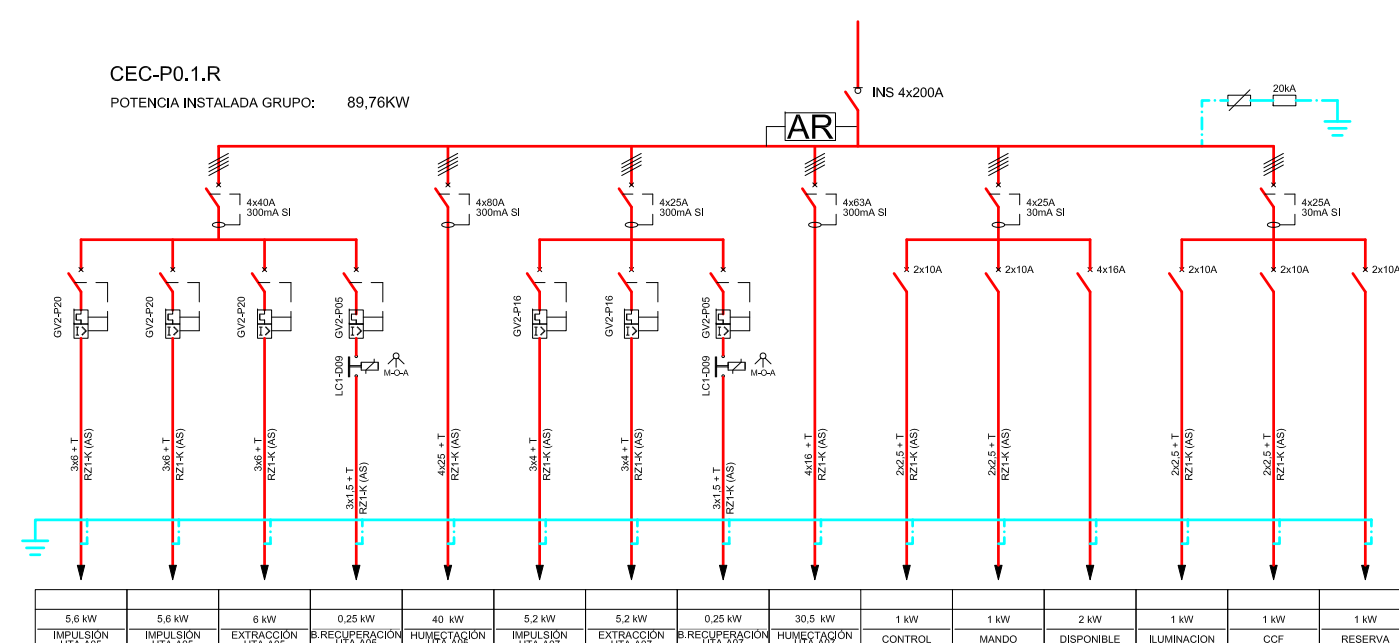 CEC-P0.1.R
POTENCIA INSTALADA GRUPO: 89,76KW
INS 4x200A
AR
20kA
4x40A
300mA SI
4x80A
300mA SI
4x25A
300mA SI
4x63A
300mA SI
4x25A
30mA SI
4x25A
30mA SI
GV2-P20
GV2-P20
GV2-P20
GV2-P05
LC1-D09
M-O-A
GV2-P16
GV2-P16
GV2-P05
LC1-D09
M-O-A
2x10A
2x10A
4x16A
2x10A
2x10A
2x10A
3x6 + T
RZ1-K (AS)
3x6 + T
RZ1-K (AS)
3x6 + T
RZ1-K (AS)
3x1,5 + T
RZ1-K (AS)
4x25 + T
RZ1-K (AS)
3x4 + T
RZ1-K (AS)
3x4 + T
RZ1-K (AS)
3x1,5 + T
RZ1-K (AS)
4x16 + T
RZ1-K (AS)
2x2,5 + T
RZ1-K (AS)
2x2,5 + T
RZ1-K (AS)
2x2,5 + T
RZ1-K (AS)
2x2,5 + T
RZ1-K (AS)
5,6 kW 5,6 kW 6 kW 0,25 kW 40 kW 5,2 kW 5,2 kW 0,25 kW 30,5 kW 1 kW 1 kW 2 kW 1 kW 1 kW 1 kW
IMPULSIÓN IMPULSIÓN EXTRACCIÓN B.RECUPERACIÓN HUMECTACIÓN IMPULSIÓN EXTRACCIÓN B.RECUPERACIÓN HUMECTACIÓN CONTROL MANDO DISPONIBLE ILUMINACION CCF RESERVA